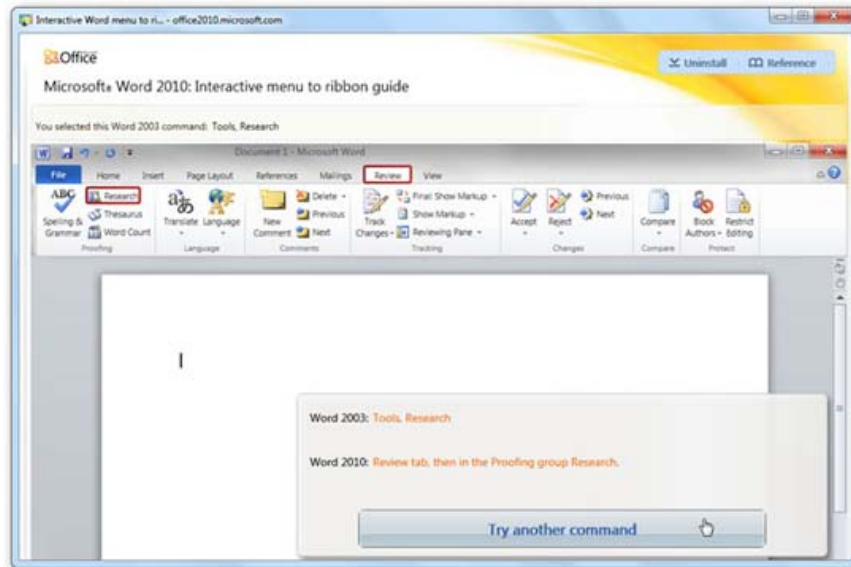 Interactive Word menu to ri... - office2010.microsoft.com
Office
Uninstall Reference
Microsoft® Word 2010: Interactive menu to ribbon guide
You selected this Word 2003 command: Tools, Research
Document 1 - Microsoft Word
File Home Insert Page Layout References Mailings Review View
ABC Research Delete Final: Show Markup Previous
Spelling & Grammar Thesaurus Translate Language New Comment Previous Track Changes Show Markup Accept Reject Next Compare Block Authors Restrict Editing
Word Count Next Reviewing Pane
Proofing Language Comments Tracking Changes Compare Protect
Word 2003: Tools, Research
Word 2010: Review tab, then in the Proofing group Research.
Try another command